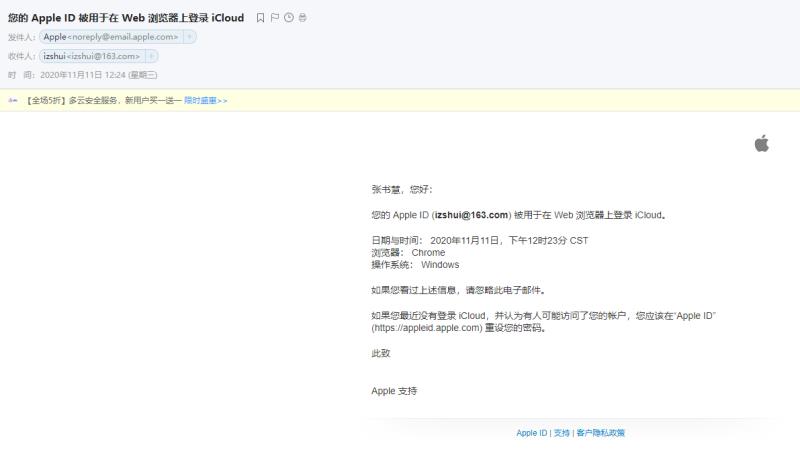 您的 Apple ID 被用于在 Web 浏览器上登录 iCloud
发件人： Apple<noreply@email.apple.com> +
收件人： izshui<izshui@163.com> +
时 间： 2020年11月11日 12:24 (星期三)
【全场5折】多云安全服务，新用户买一送一 限时盛惠>>
张书慧，您好：
您的 Apple ID (izshui@163.com) 被用于在 Web 浏览器上登录 iCloud。
日期与时间： 2020年11月11日，下午12时23分 CST
浏览器： Chrome
操作系统： Windows
如果您看过上述信息，请忽略此电子邮件。
如果您最近没有登录 iCloud，并认为有人可能访问了您的帐户，您应该在“Apple ID”
(https://appleid.apple.com) 重设您的密码。
此致
Apple 支持
Apple ID | 支持 | 客户隐私政策